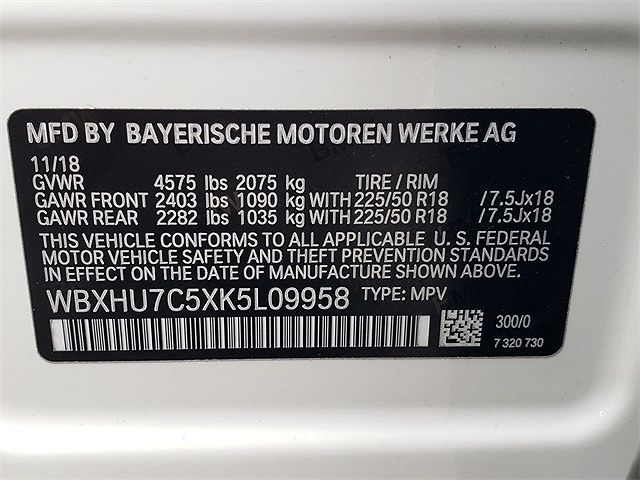 MFD BY BAYERISCHE MOTOREN WERKE AG
11/18
GVWR 4575 lbs 2075 kg TIRE / RIM
GAWR FRONT 2403 lbs 1090 kg WITH 225/50 R18 /7.5Jx18
GAWR REAR 2282 lbs 1035 kg WITH 225/50 R18 /7.5Jx18
THIS VEHICLE CONFORMS TO ALL APPLICABLE U. S. FEDERAL
MOTOR VEHICLE SAFETY AND THEFT PREVENTION STANDARDS
IN EFFECT ON THE DATE OF MANUFACTURE SHOWN ABOVE.
WBXHU7C5XK5L09958 TYPE: MPV
300/0
7 320 730